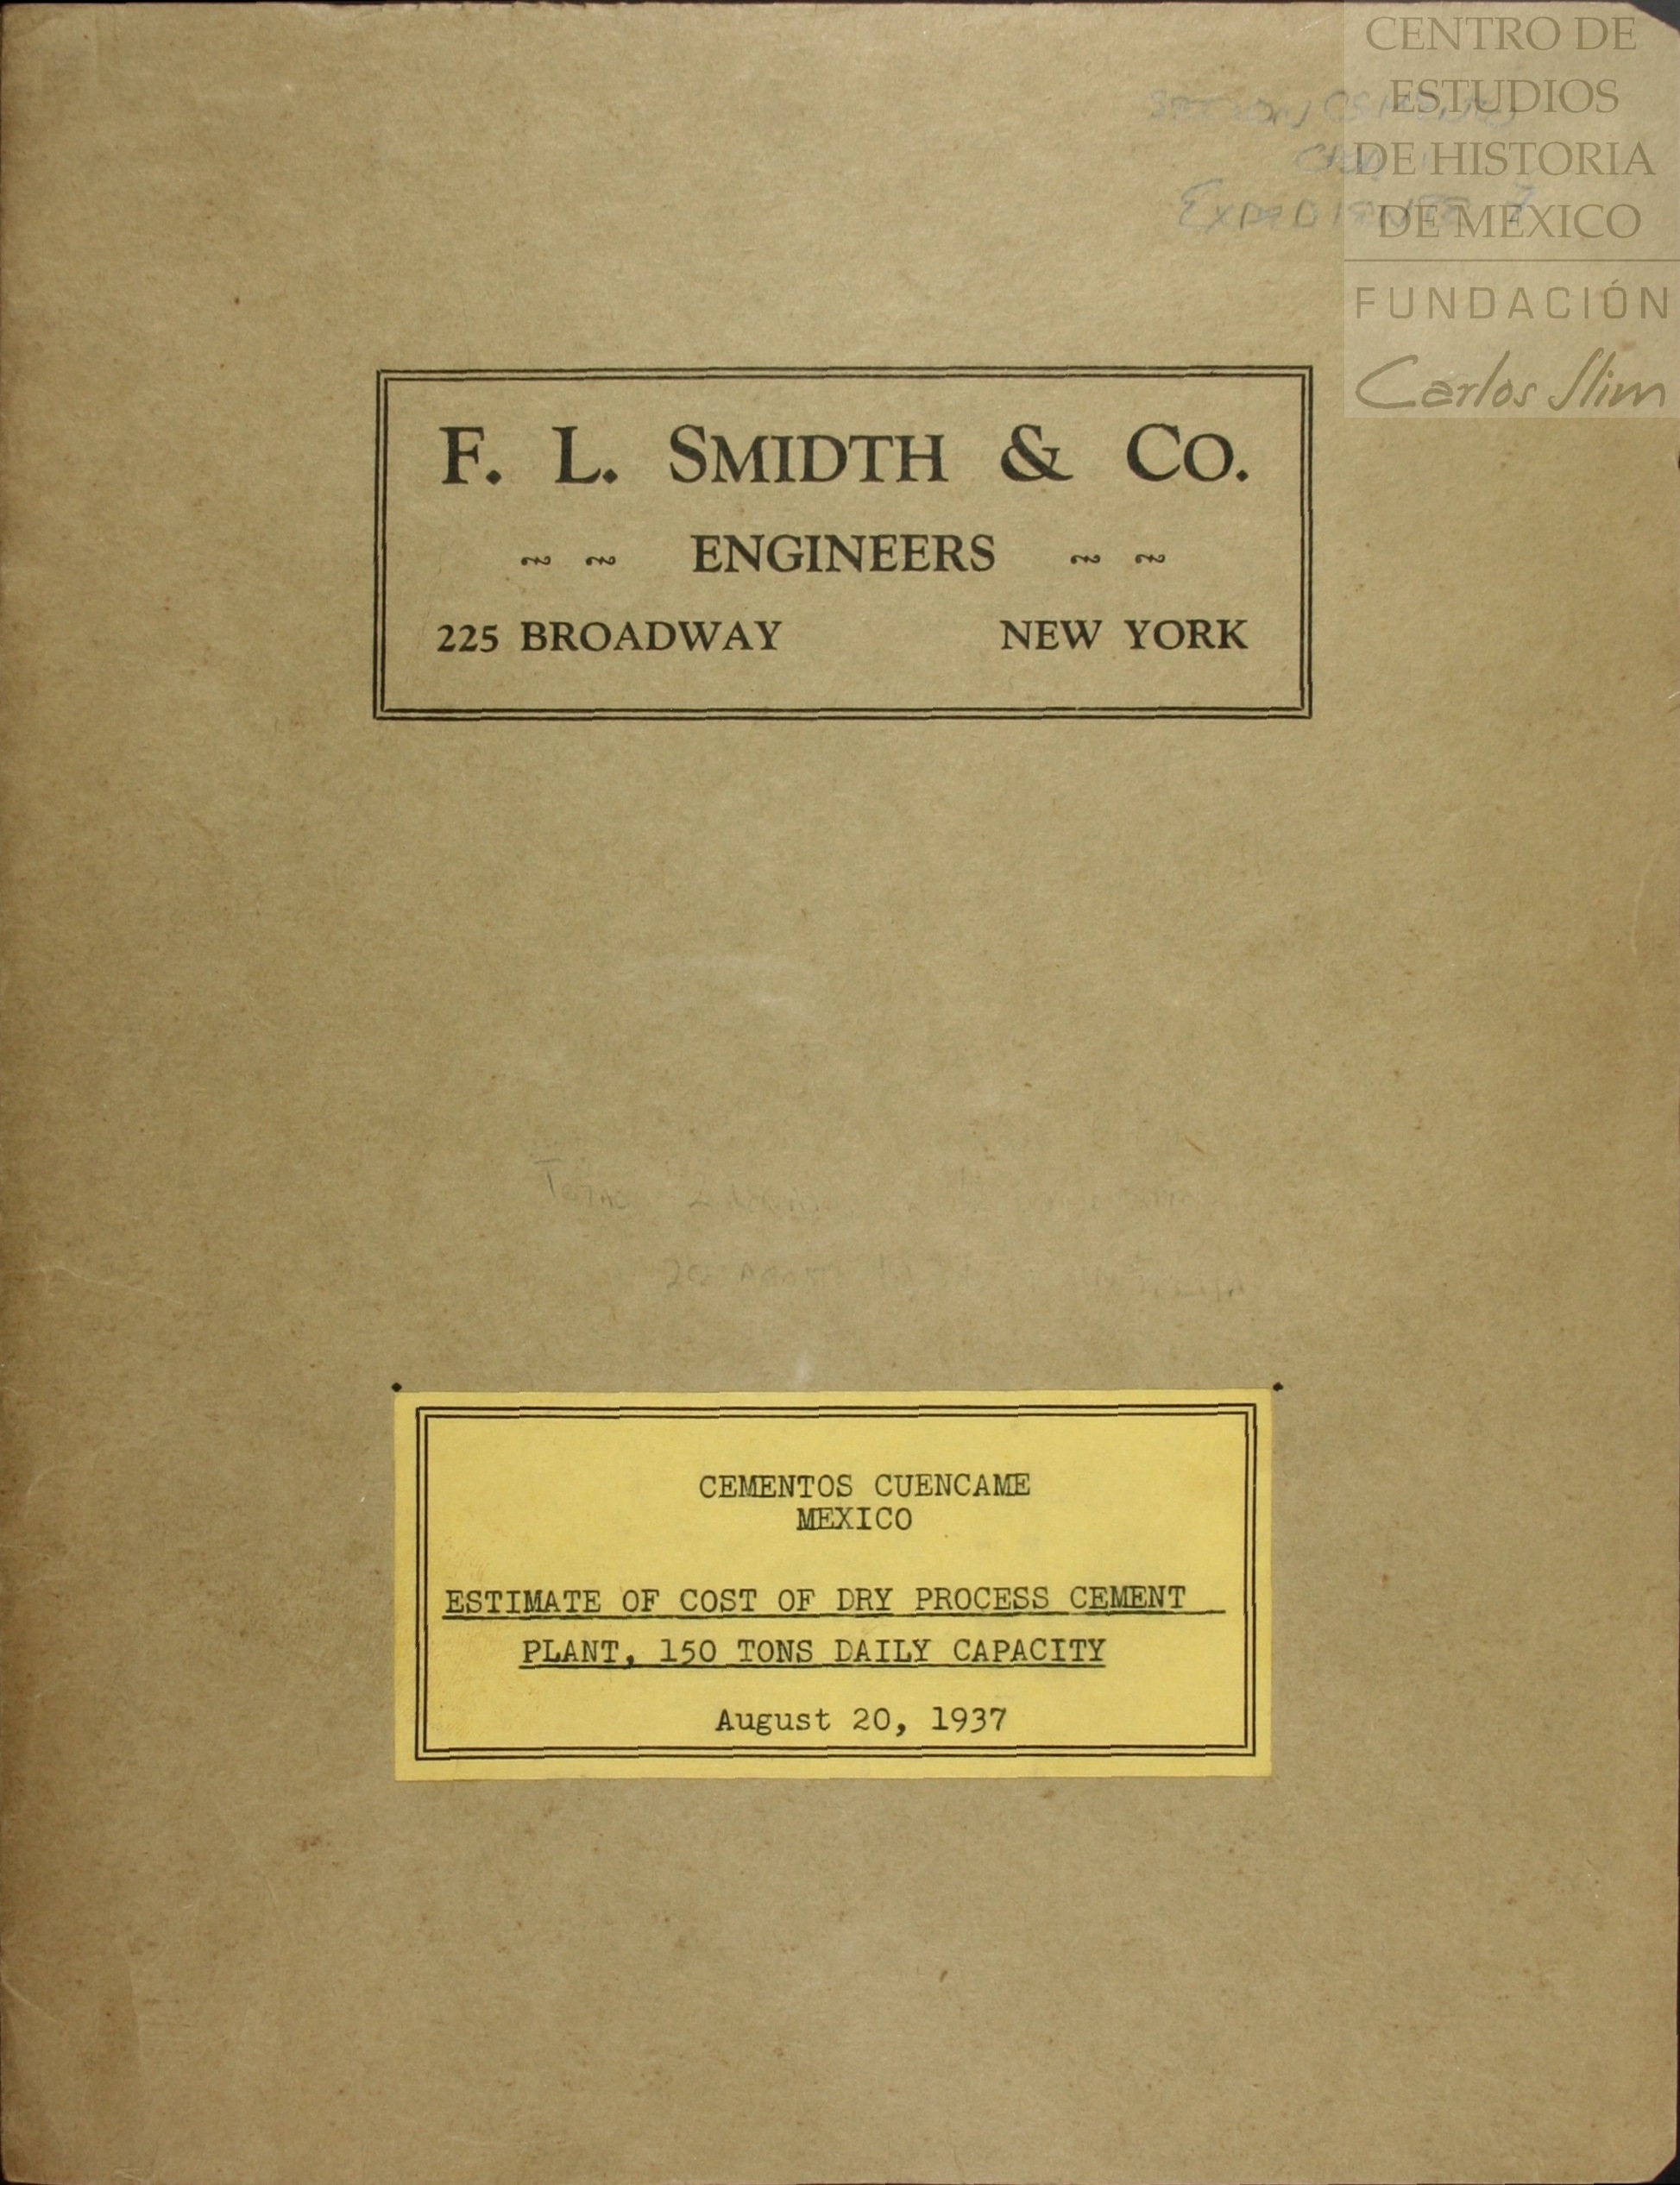 CENTRO DE
ESTUDIOS
DE HISTORIA
DE MÉXICO
FUNDACIÓN
Carlos Slim
F. L. SMIDTH & CO.
~ ~ ENGINEERS ~ ~
225 BROADWAY NEW YORK
CEMENTOS CUENCAME
MEXICO
ESTIMATE OF COST OF DRY PROCESS CEMENT
PLANT, 150 TONS DAILY CAPACITY
August 20, 1937